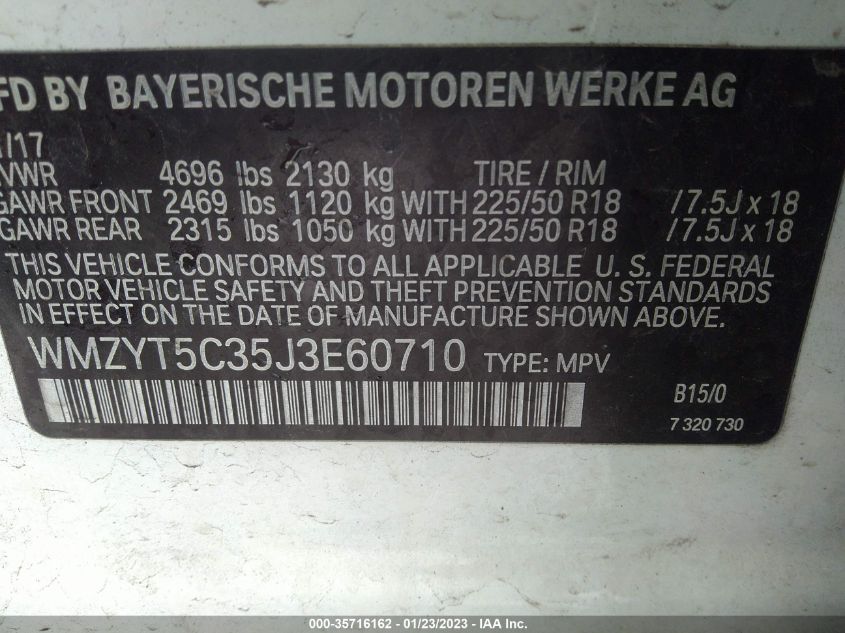 FD BY BAYERISCHE MOTOREN WERKE AG
/17
VWR 4696 lbs 2130 kg TIRE / RIM
GAWR FRONT 2469 lbs 1120 kg WITH 225/50 R18 / 7.5J x 18
GAWR REAR 2315 lbs 1050 kg WITH 225/50 R18 / 7.5J x 18
THIS VEHICLE CONFORMS TO ALL APPLICABLE U. S. FEDERAL
MOTOR VEHICLE SAFETY AND THEFT PREVENTION STANDARDS
IN EFFECT ON THE DATE OF MANUFACTURE SHOWN ABOVE.
WMZYT5C35J3E60710 TYPE: MPV
B15/0
7 320 730
000-35716162 - 01/23/2023 - IAA Inc.